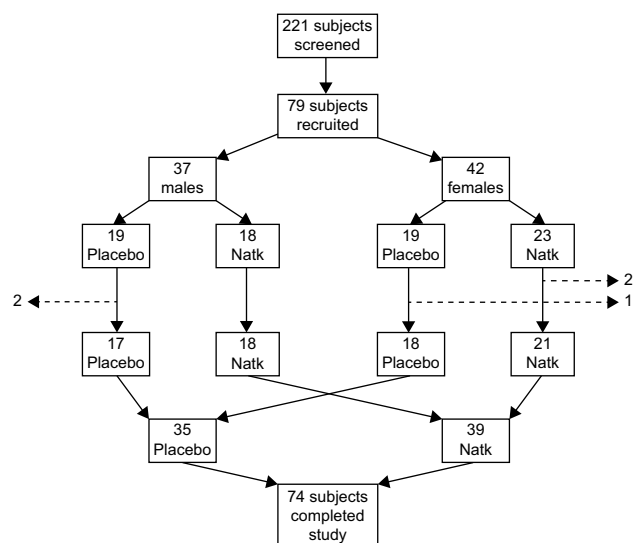 221 subjects
screened
79 subjects
recruited
37
males
42
females
19
Placebo
18
Natk
19
Placebo
23
Natk
2
2
1
17
Placebo
18
Natk
18
Placebo
21
Natk
35
Placebo
39
Natk
74 subjects
completed
study